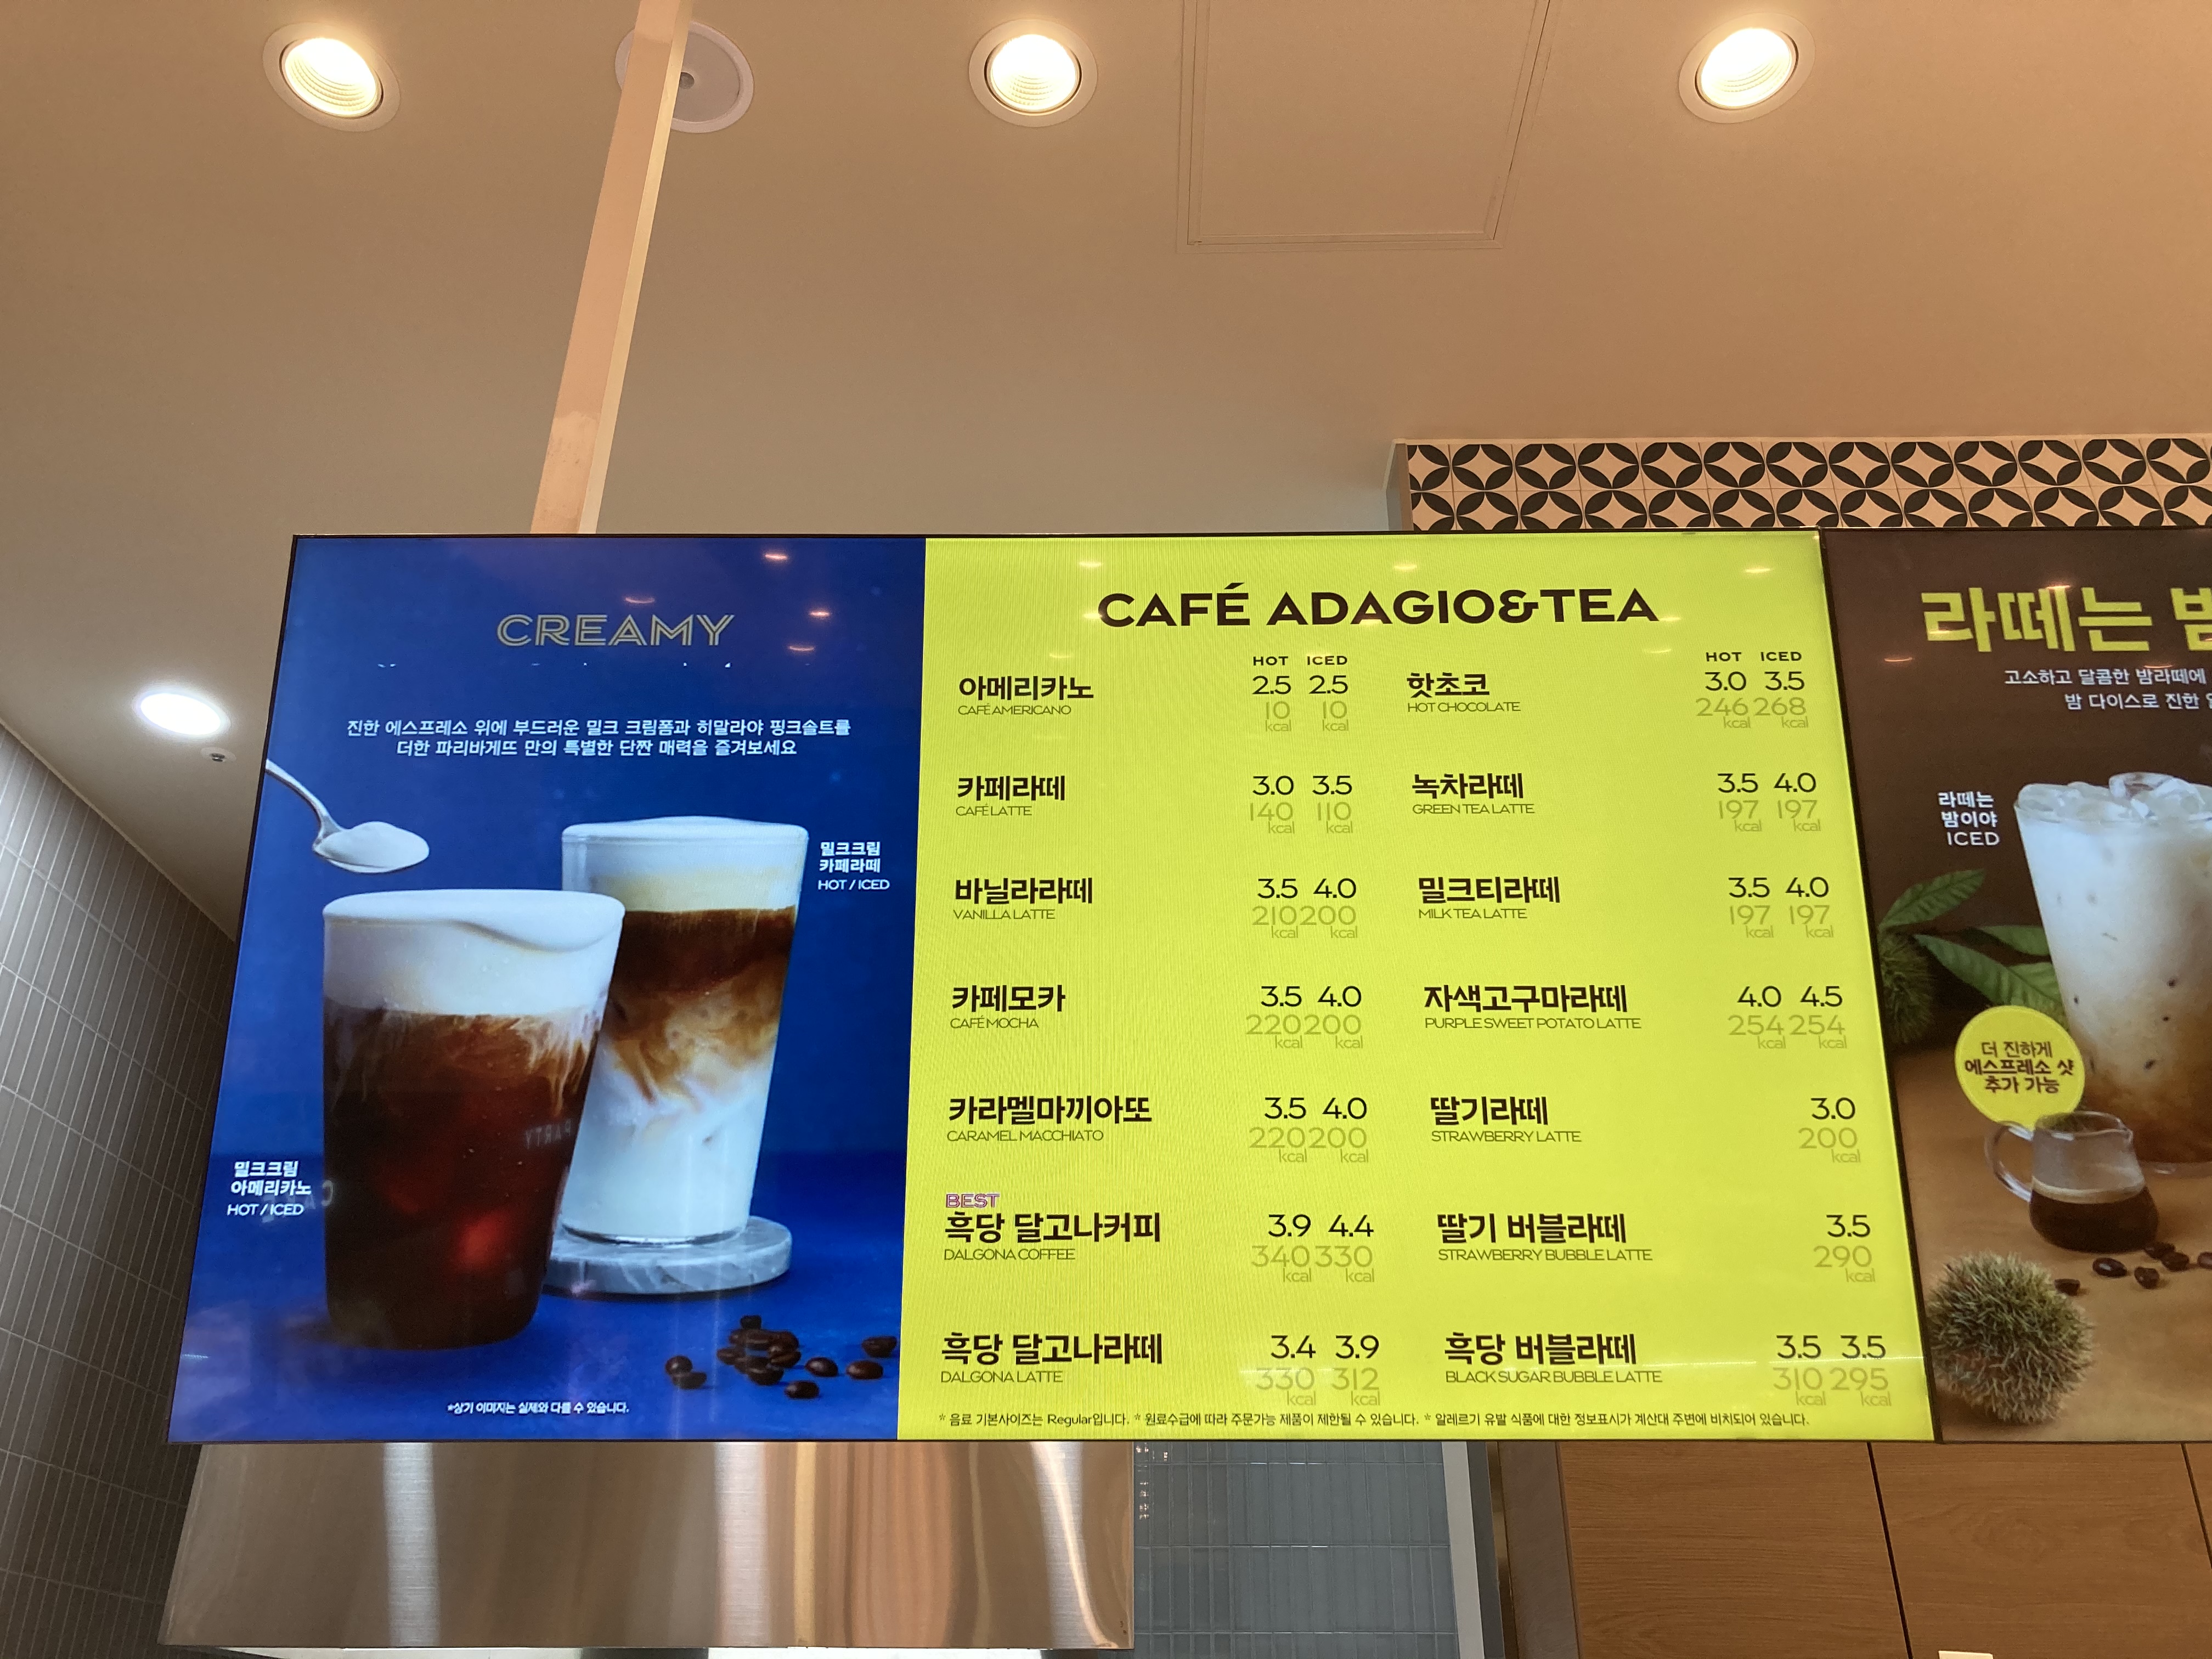 CREAMY
진한 에스프레소 위에 부드러운 밀크 크림폼과 히말라야 핑크솔트를
더한 파리바게뜨 만의 특별한 단짠 매력을 즐겨보세요
밀크크림
카페라떼
HOT / ICED
밀크크림
아메리카노
HOT / ICED
*상기 이미지는 실제와 다를 수 있습니다.
CAFÉ ADAGIO&TEA
HOT ICED
아메리카노 2.5 2.5
CAFÉ AMERICANO 10 10
kcal kcal
카페라떼 3.0 3.5
CAFÉ LATTE 140 110
kcal kcal
바닐라라떼 3.5 4.0
VANILLA LATTE 210 200
kcal kcal
카페모카 3.5 4.0
CAFÉ MOCHA 220 200
kcal kcal
카라멜마끼아또 3.5 4.0
CARAMEL MACCHIATO 220 200
kcal kcal
BEST
흑당 달고나커피 3.9 4.4
DALGONA COFFEE 340 330
kcal kcal
흑당 달고나라떼 3.4 3.9
DALGONA LATTE 330 312
kcal kcal
HOT ICED
핫초코 3.0 3.5
HOT CHOCOLATE 246 268
kcal kcal
녹차라떼 3.5 4.0
GREEN TEA LATTE 197 197
kcal kcal
밀크티라떼 3.5 4.0
MILK TEA LATTE 197 197
kcal kcal
자색고구마라떼 4.0 4.5
PURPLE SWEET POTATO LATTE 254 254
kcal kcal
딸기라떼 3.0
STRAWBERRY LATTE 200
kcal
딸기 버블라떼 3.5
STRAWBERRY BUBBLE LATTE 290
kcal
흑당 버블라떼 3.5 3.5
BLACK SUGAR BUBBLE LATTE 310 295
kcal kcal
* 음료 기본사이즈는 Regular입니다. * 원료수급에 따라 주문가능 제품이 제한될 수 있습니다. * 알레르기 유발 식품에 대한 정보표시가 계산대 주변에 비치되어 있습니다.
라떼는
고소하고 달콤한 밤라떼에
밤 다이스로 진한
라떼는
밤이야
ICED
더 진하게
에스프레소 샷
추가 가능